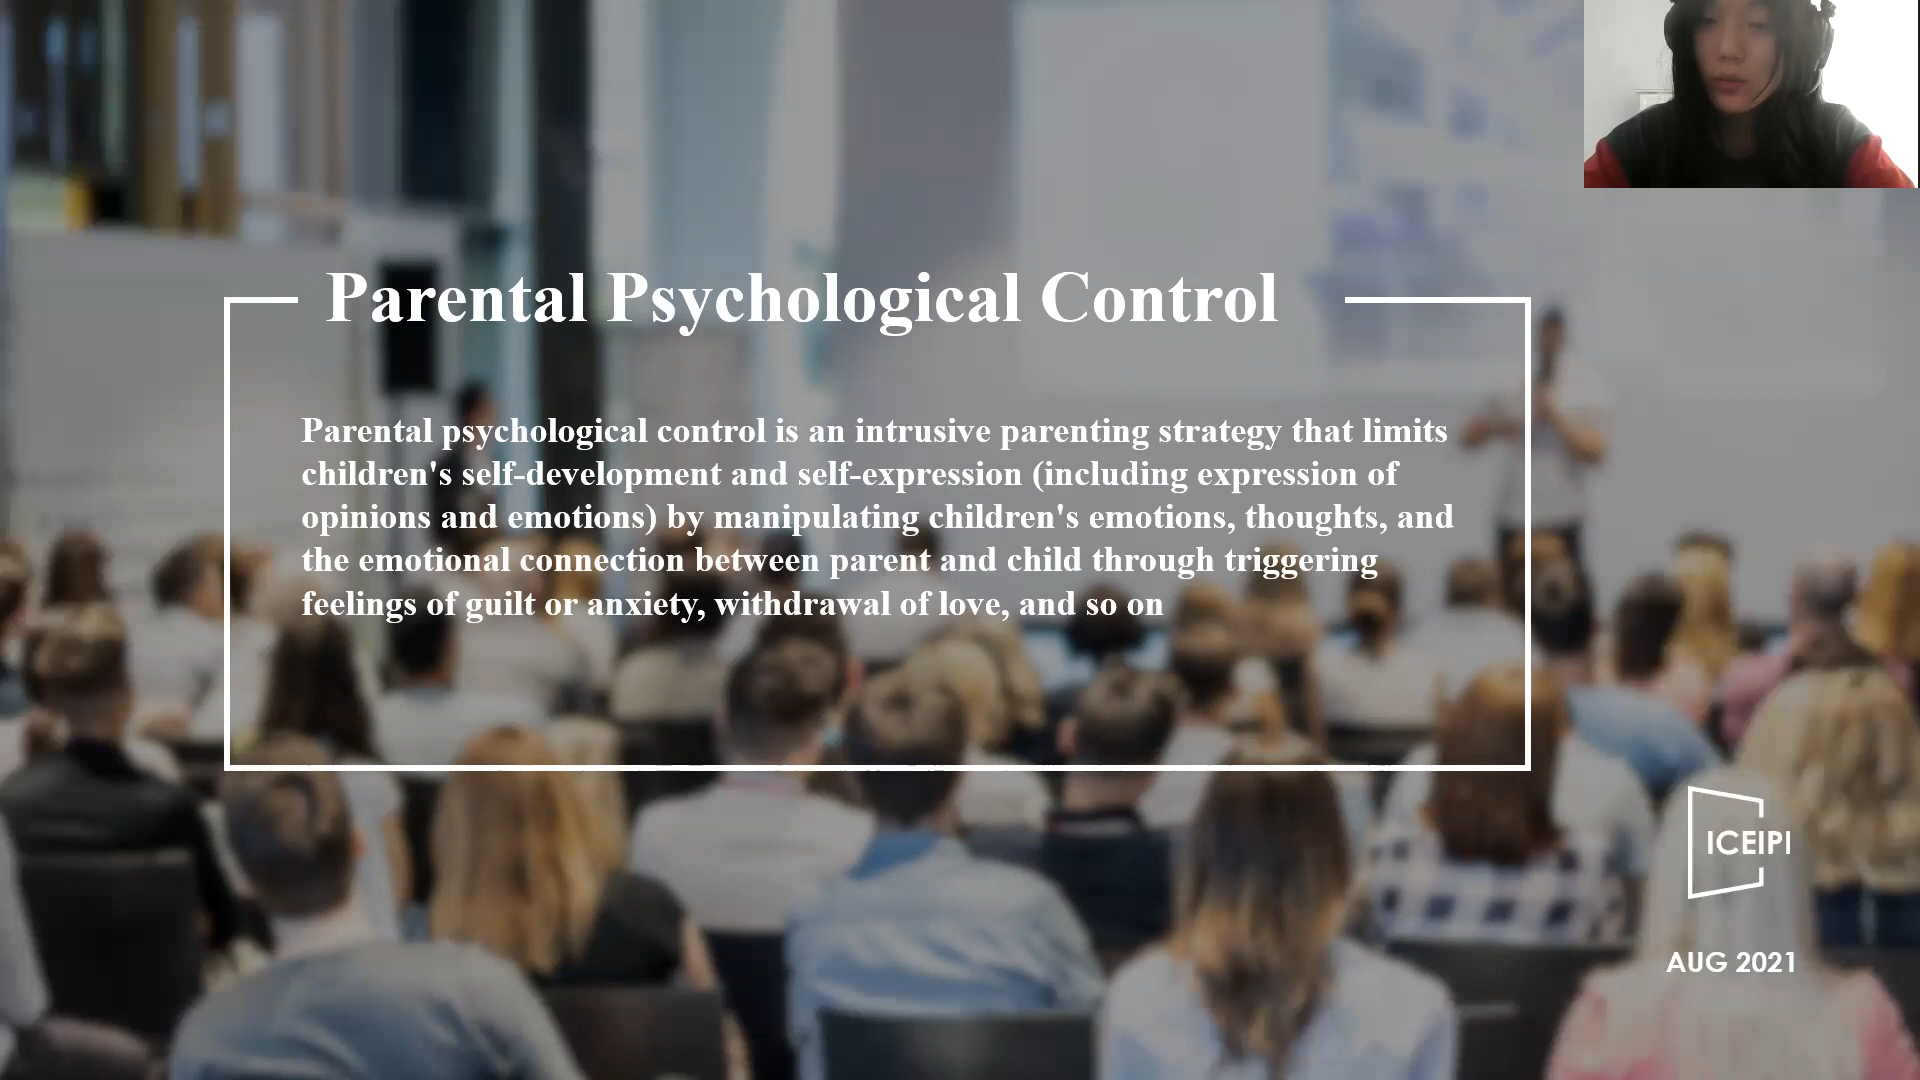 Parental Psychological Control
Parental psychological control is an intrusive parenting strategy that limits
children's self-development and self-expression (including expression of
opinions and emotions) by manipulating children's emotions, thoughts, and
the emotional connection between parent and child through triggering
feelings of guilt or anxiety, withdrawal of love, and so on
ICEIPI
AUG 2021